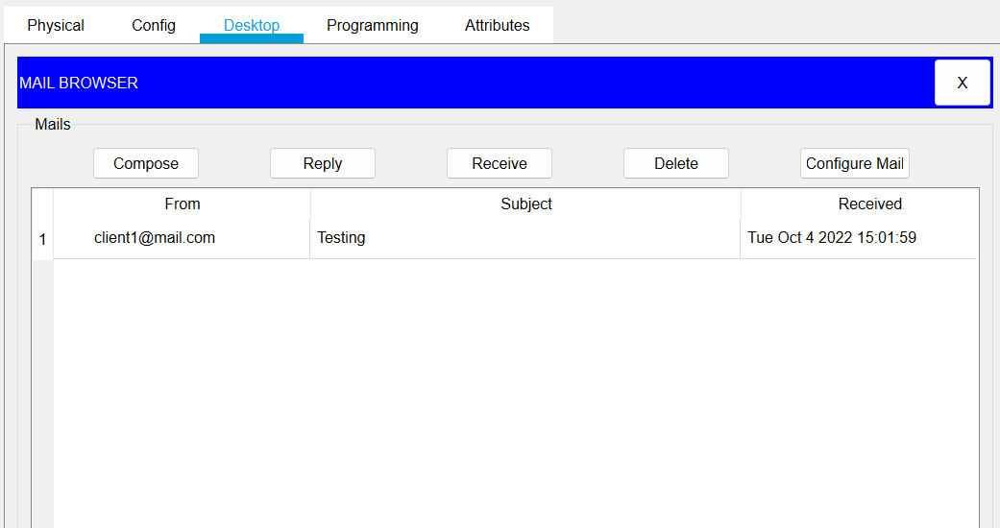 Physical Config Desktop Programming Attributes
MAIL BROWSER X
Mails
Compose Reply Receive Delete Configure Mail
From Subject Received
1 client1@mail.com Testing Tue Oct 4 2022 15:01:59